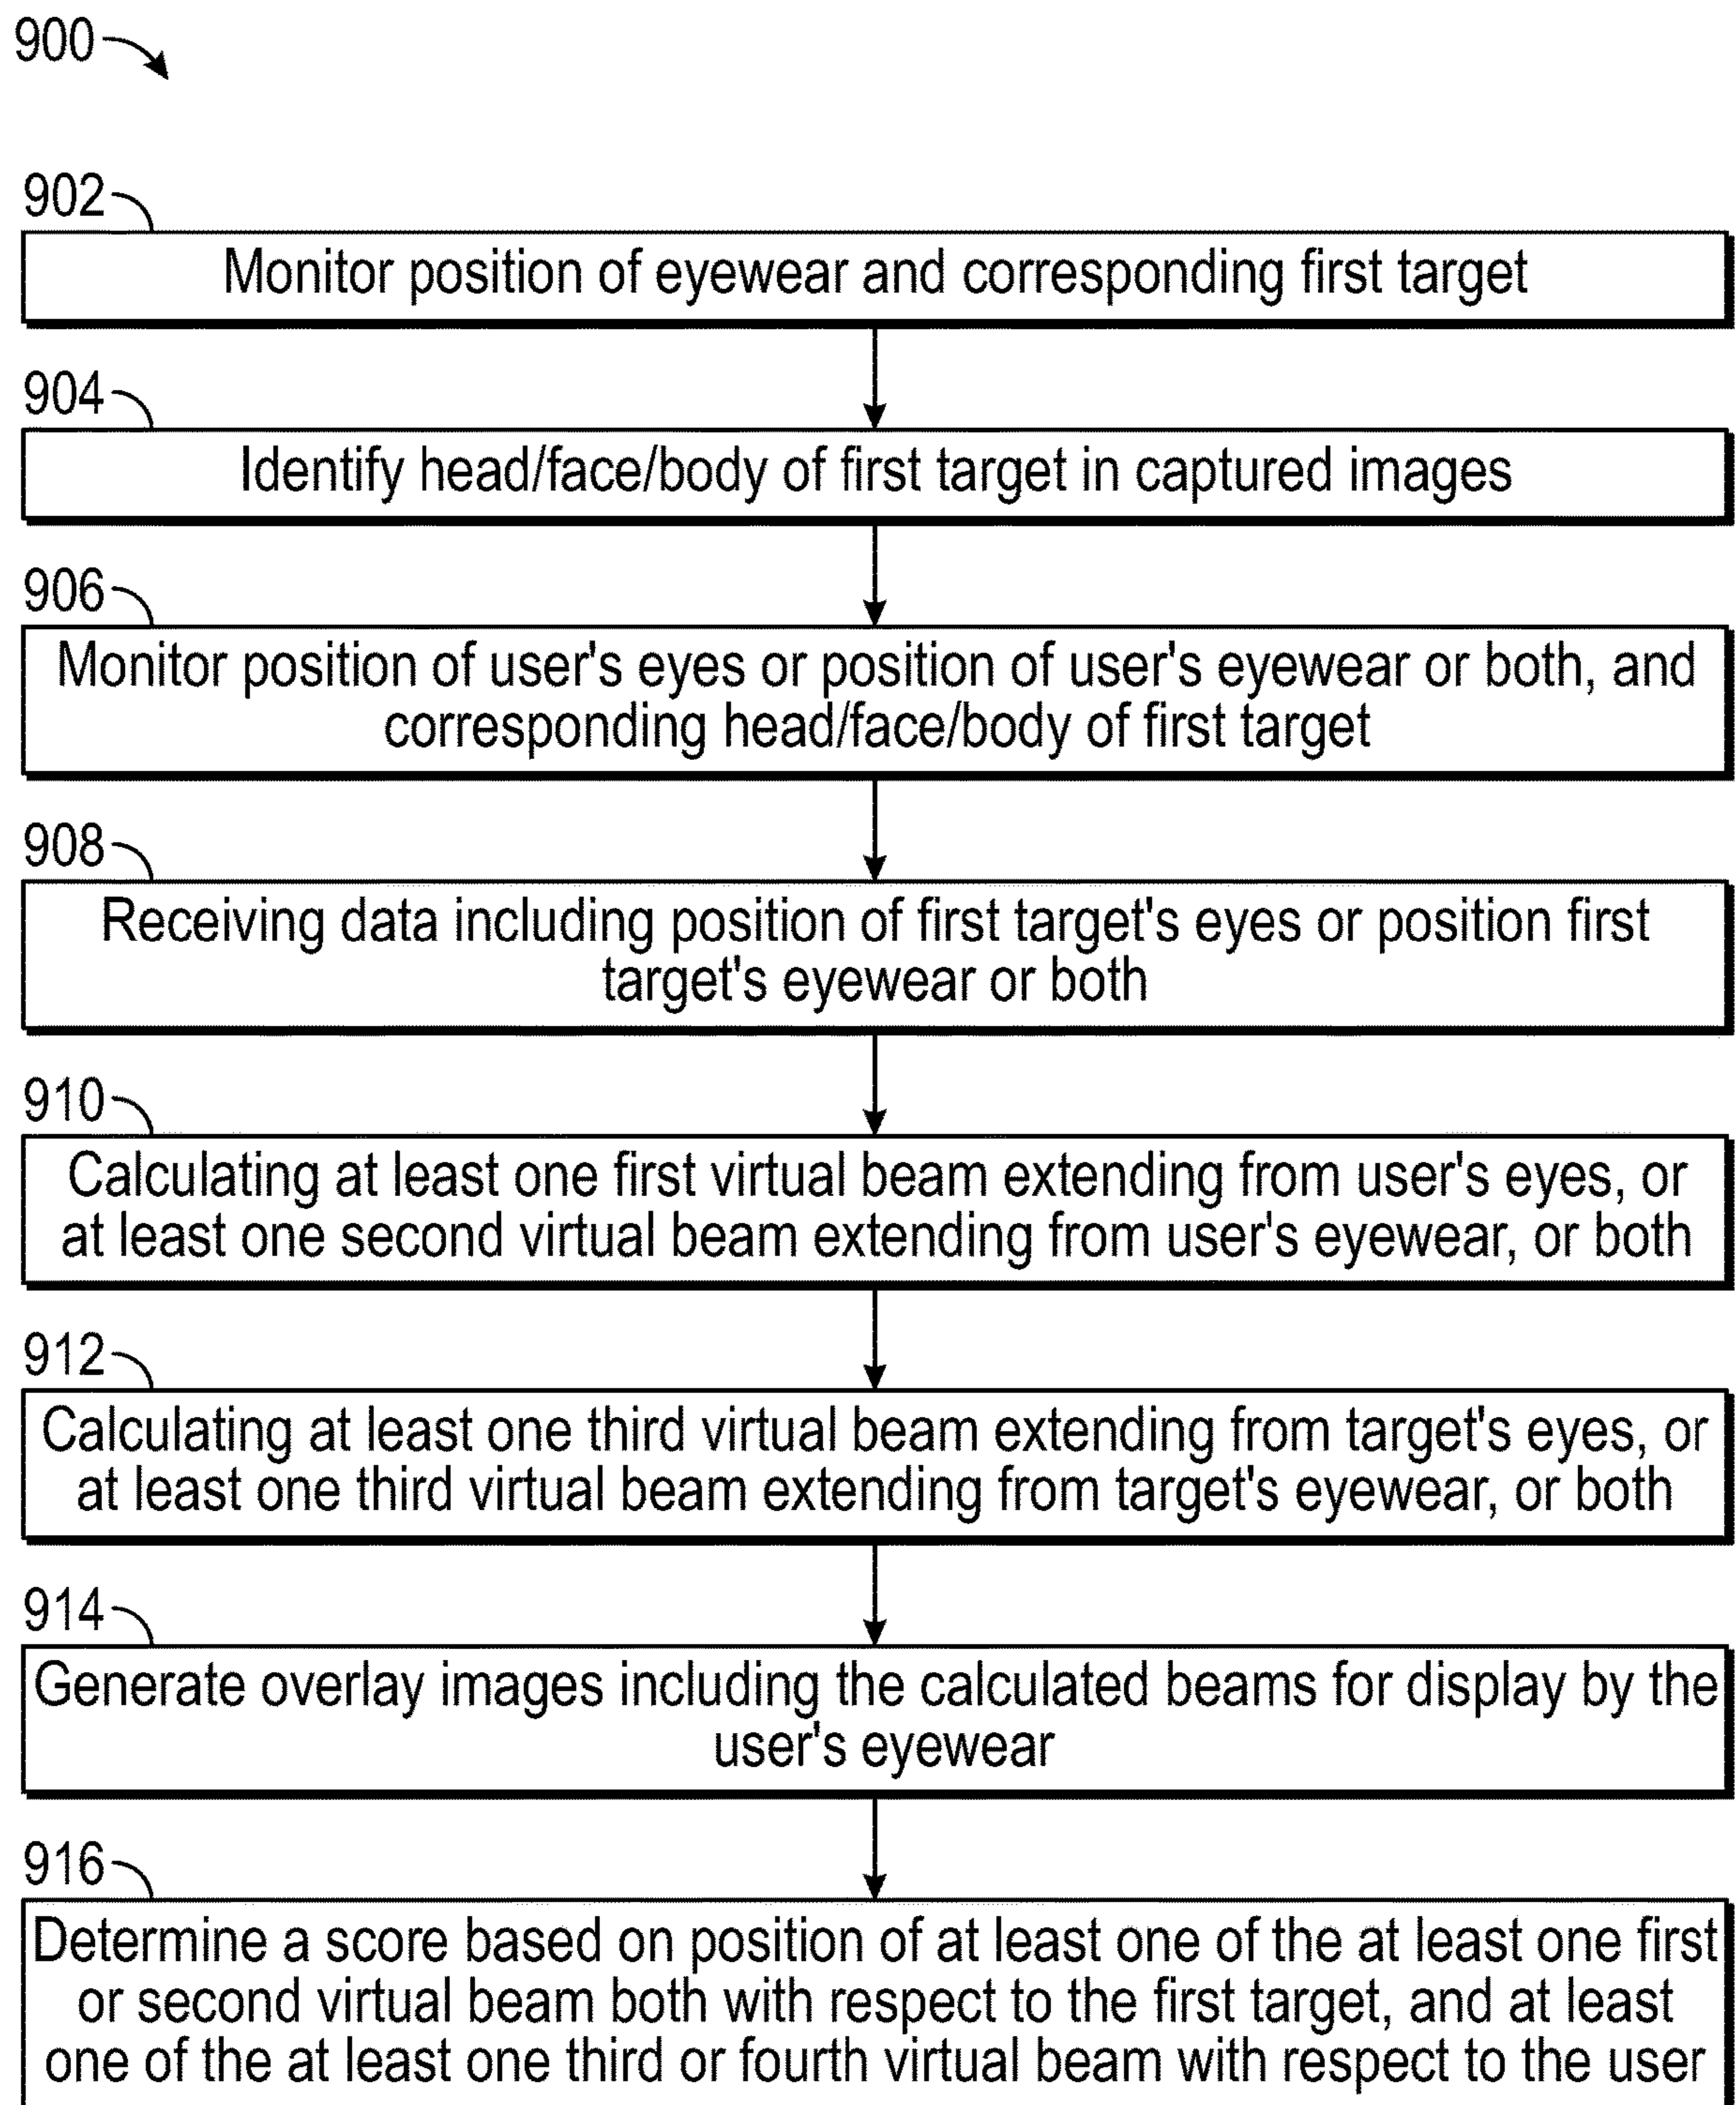 900
902
Monitor position of eyewear and corresponding first target
904
Identify head/face/body of first target in captured images
906
Monitor position of user's eyes or position of user's eyewear or both, and
corresponding head/face/body of first target
908
Receiving data including position of first target's eyes or position first
target's eyewear or both
910
Calculating at least one first virtual beam extending from user's eyes, or
at least one second virtual beam extending from user's eyewear, or both
912
Calculating at least one third virtual beam extending from target's eyes, or
at least one third virtual beam extending from target's eyewear, or both
914
Generate overlay images including the calculated beams for display by the
user's eyewear
916
Determine a score based on position of at least one of the at least one first
or second virtual beam both with respect to the first target, and at least
one of the at least one third or fourth virtual beam with respect to the user